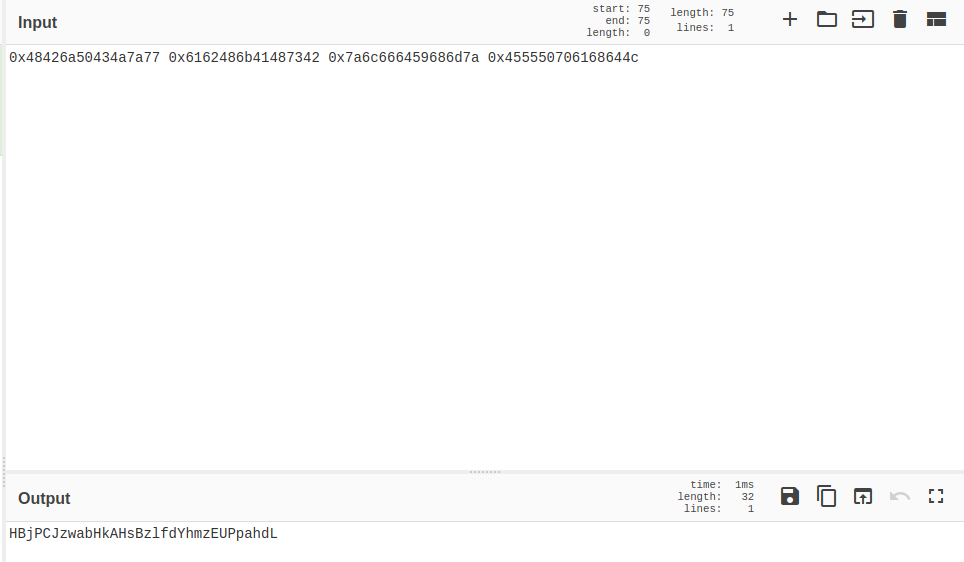 Input
start: 75
end: 75
length: 0
length: 75
lines: 1
0x48426a50434a7a77 0x6162486b41487342 0x7a6c666459686d7a 0x455550706168644c
Output
time: 1ms
length: 32
lines: 1
HBjPCJzwabHkAHsBzlfdYhmzEUPpahdL